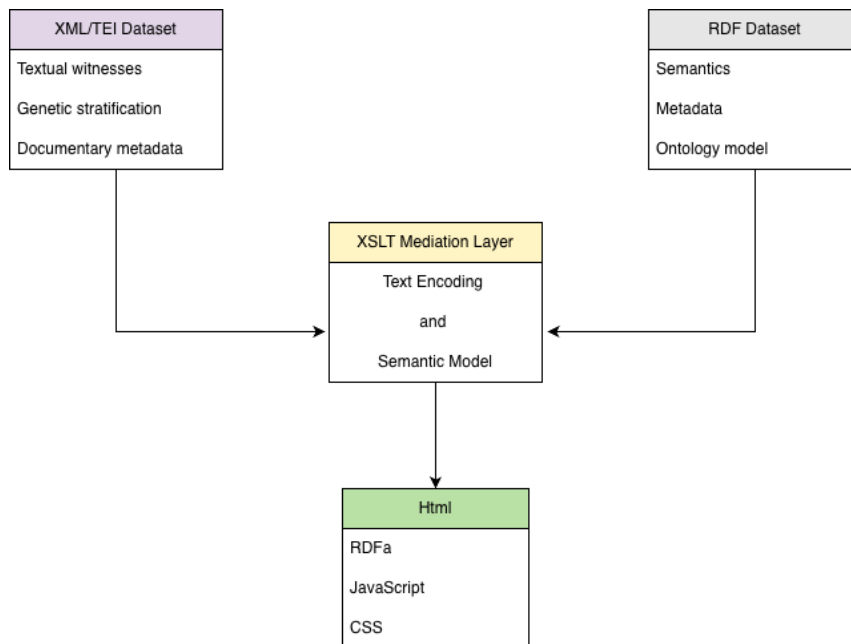 XML/TEI Dataset
Textual witnesses
Genetic stratification
Documentary metadata
RDF Dataset
Semantics
Metadata
Ontology model
XSLT Mediation Layer
Text Encoding
and
Semantic Model
Html
RDFa
JavaScript
CSS